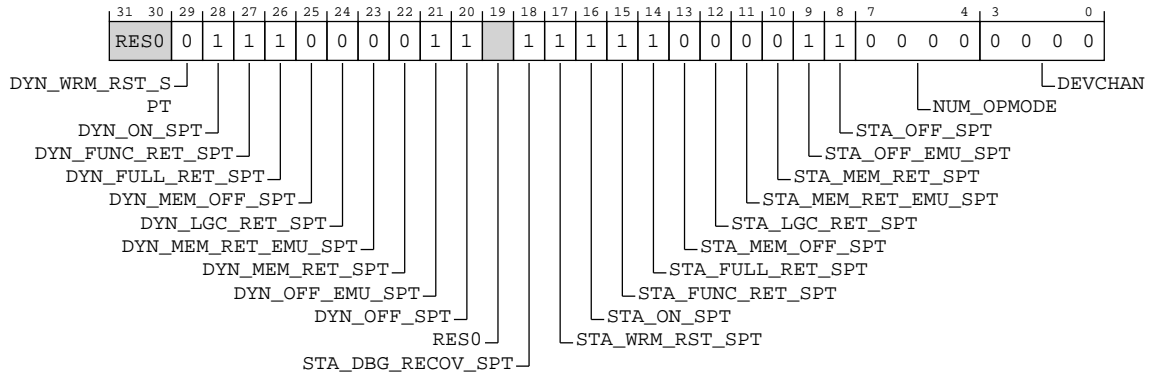 31 30 29 28 27 26 25 24 23 22 21 20 19 18 17 16 15 14 13 12 11 10 9 8 7 4 3 0
RES0 0 1 1 1 0 0 0 0 1 1 1 1 1 1 1 0 0 0 0 1 1 0 0 0 0 0 0 0 0
DYN_WRM_RST_S DEVCHAN
PT NUM_OPMODE
DYN_ON_SPT STA_OFF_SPT
DYN_FUNC_RET_SPT STA_OFF_EMU_SPT
DYN_FULL_RET_SPT STA_MEM_RET_SPT
DYN_MEM_OFF_SPT STA_MEM_RET_EMU_SPT
DYN_LGC_RET_SPT STA_LGC_RET_SPT
DYN_MEM_RET_EMU_SPT STA_MEM_OFF_SPT
DYN_MEM_RET_SPT STA_FULL_RET_SPT
DYN_OFF_EMU_SPT STA_FUNC_RET_SPT
DYN_OFF_SPT STA_ON_SPT
RES0 STA_WRM_RST_SPT
STA_DBG_RECOV_SPT